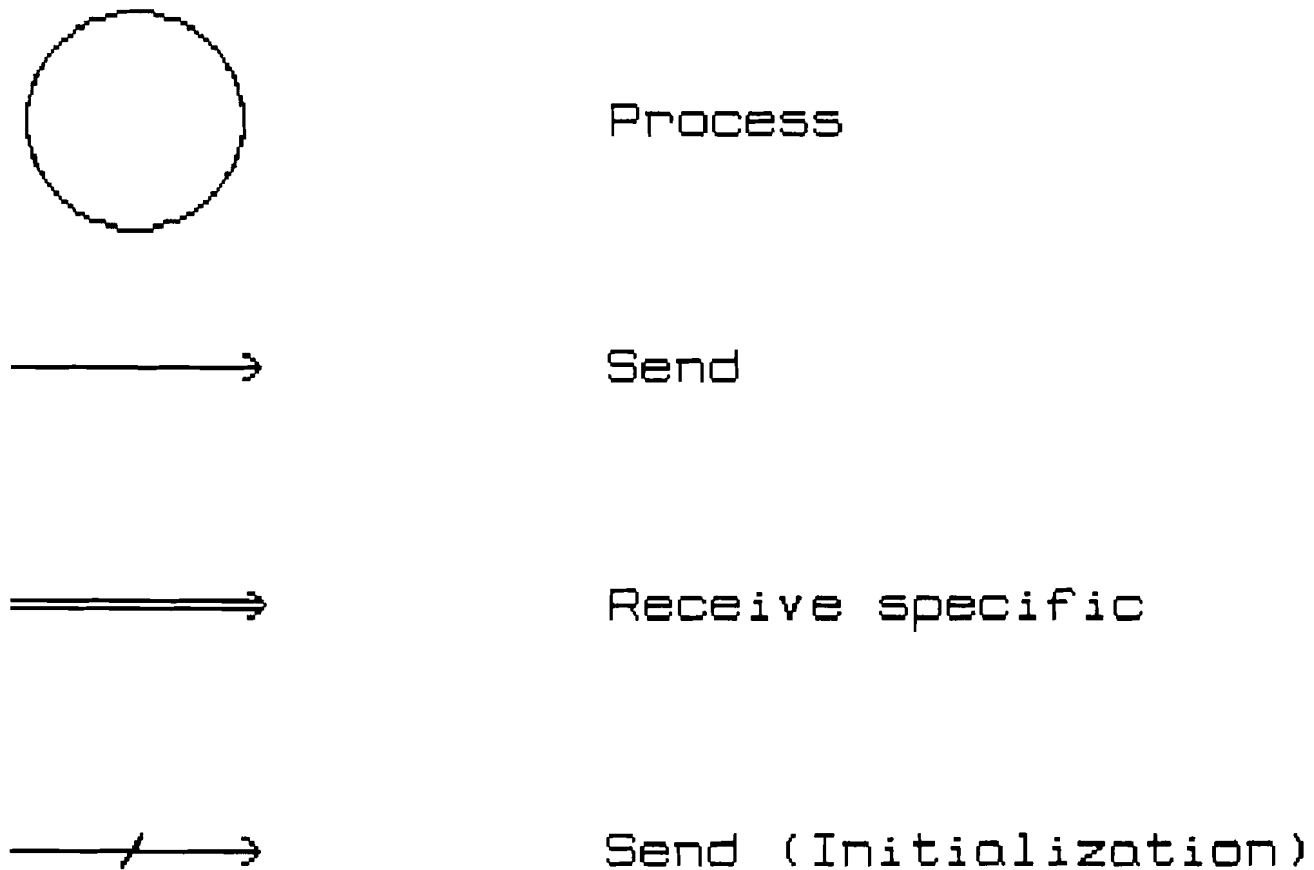 Process
Send
Receive specific
Send (Initialization)